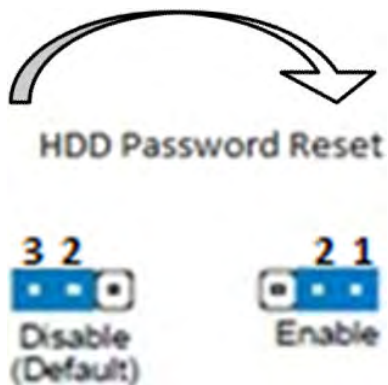 HDD Password Reset
3 2
2 1
Disable
(Default)
Enable